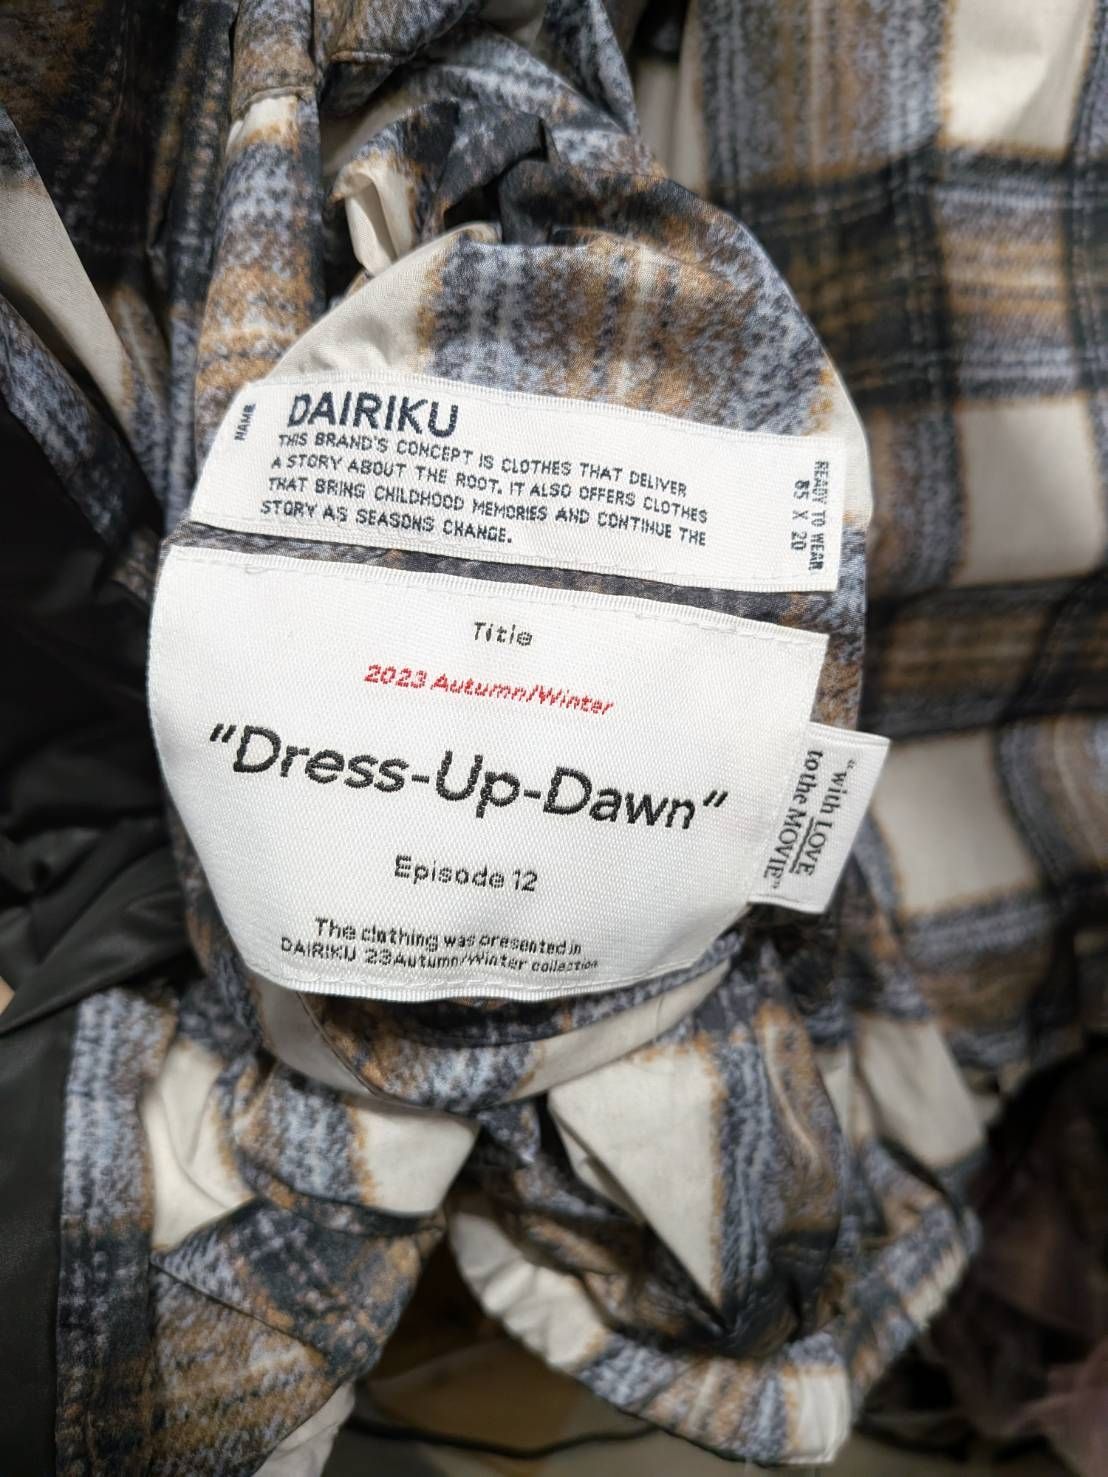 NAME
DAIRIKU
THIS BRAND'S CONCEPT IS CLOTHES THAT DELIVER
A STORY ABOUT THE ROOT. IT ALSO OFFERS CLOTHES
THAT BRING CHILDHOOD MEMORIES AND CONTINUE THE
STORY AS SEASONS CHANGE.
READY TO WEAR
85 X 20
Title
2023 Autumn/Winter
"Dress-Up-Dawn"
Episode 12
The clothing was presented in
DAIRIKU 23Autumn/Winter collection
"with LOVE
to the MOVIE"